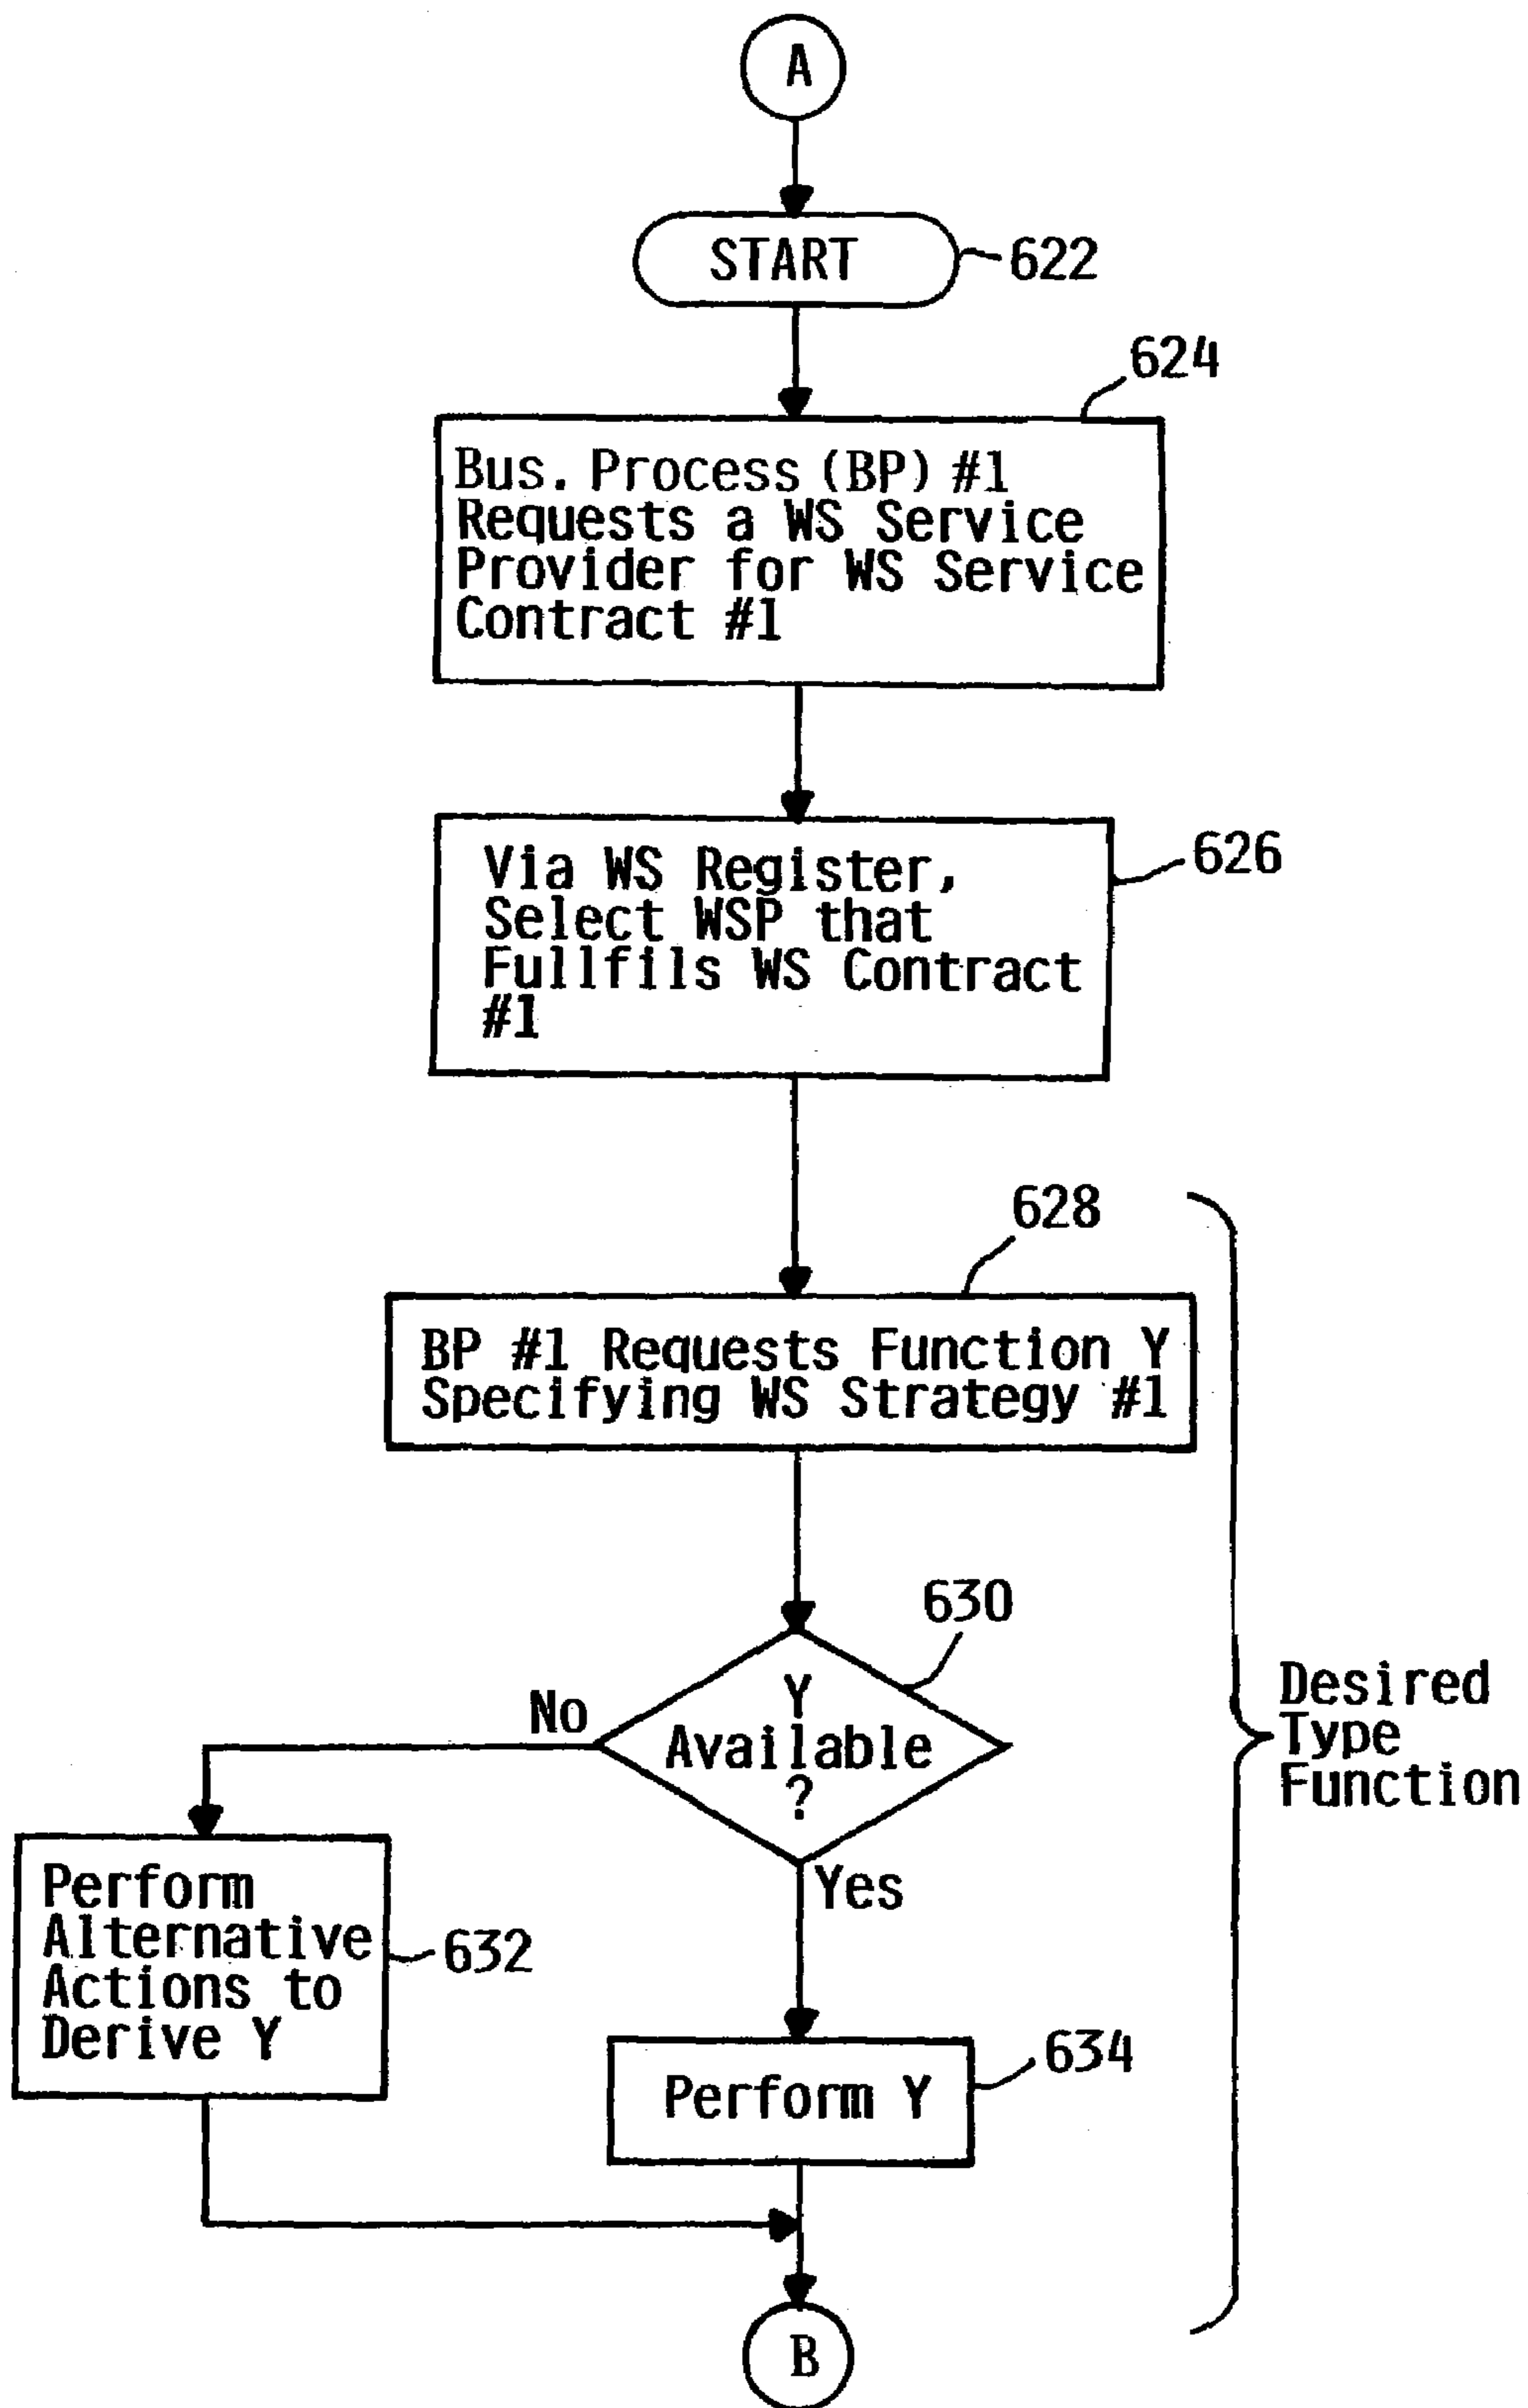 A
START
622
624
Bus. Process (BP) #1
Requests a WS Service
Provider for WS Service
Contract #1
626
Via WS Register,
Select WSP that
Fullfils WS Contract
#1
628
BP #1 Requests Function Y
Specifying WS Strategy #1
630
Y
Available
?
No
Yes
Desired
Type
Function
Perform
Alternative
Actions to
Derive Y
632
634
Perform Y
B